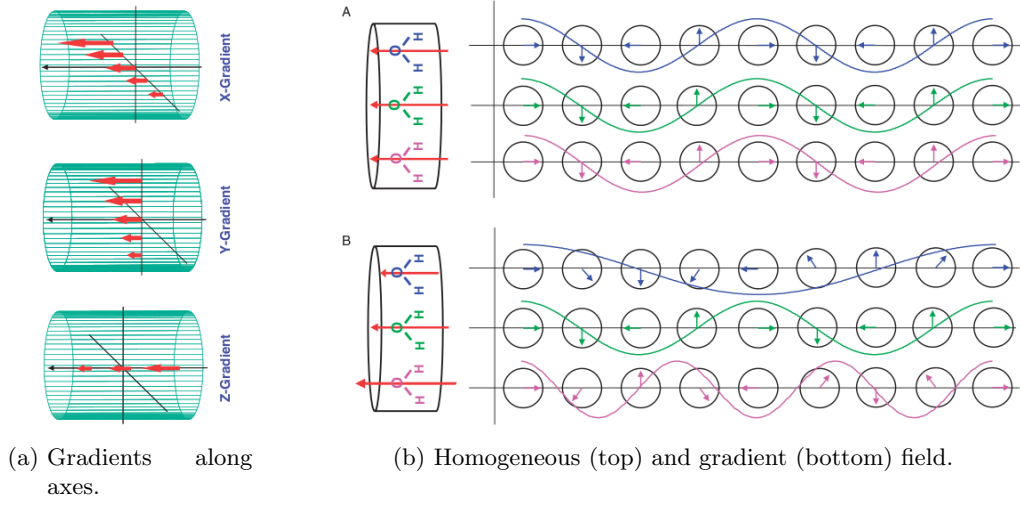 X-Gradient
Y-Gradient
Z-Gradient
A
H
O
H
H
O
H
H
O
H
B
H
O
H
H
O
H
H
O
H
(a) Gradients along
axes.
(b) Homogeneous (top) and gradient (bottom) field.